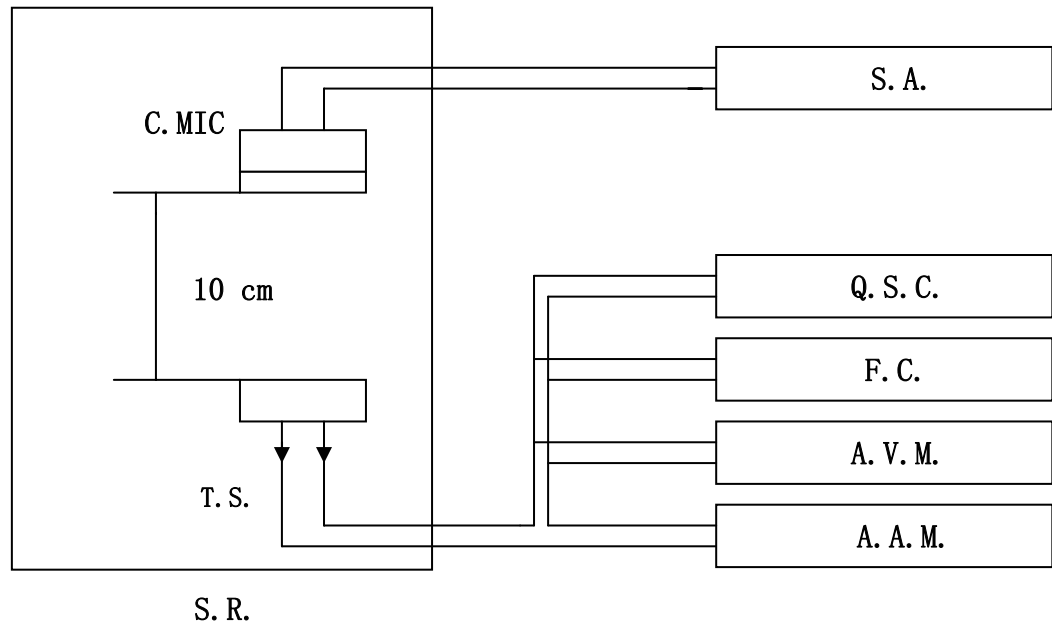 S.A.
C.MIC
10 cm
Q.S.C.
F.C.
A.V.M.
T.S.
A.A.M.
S.R.